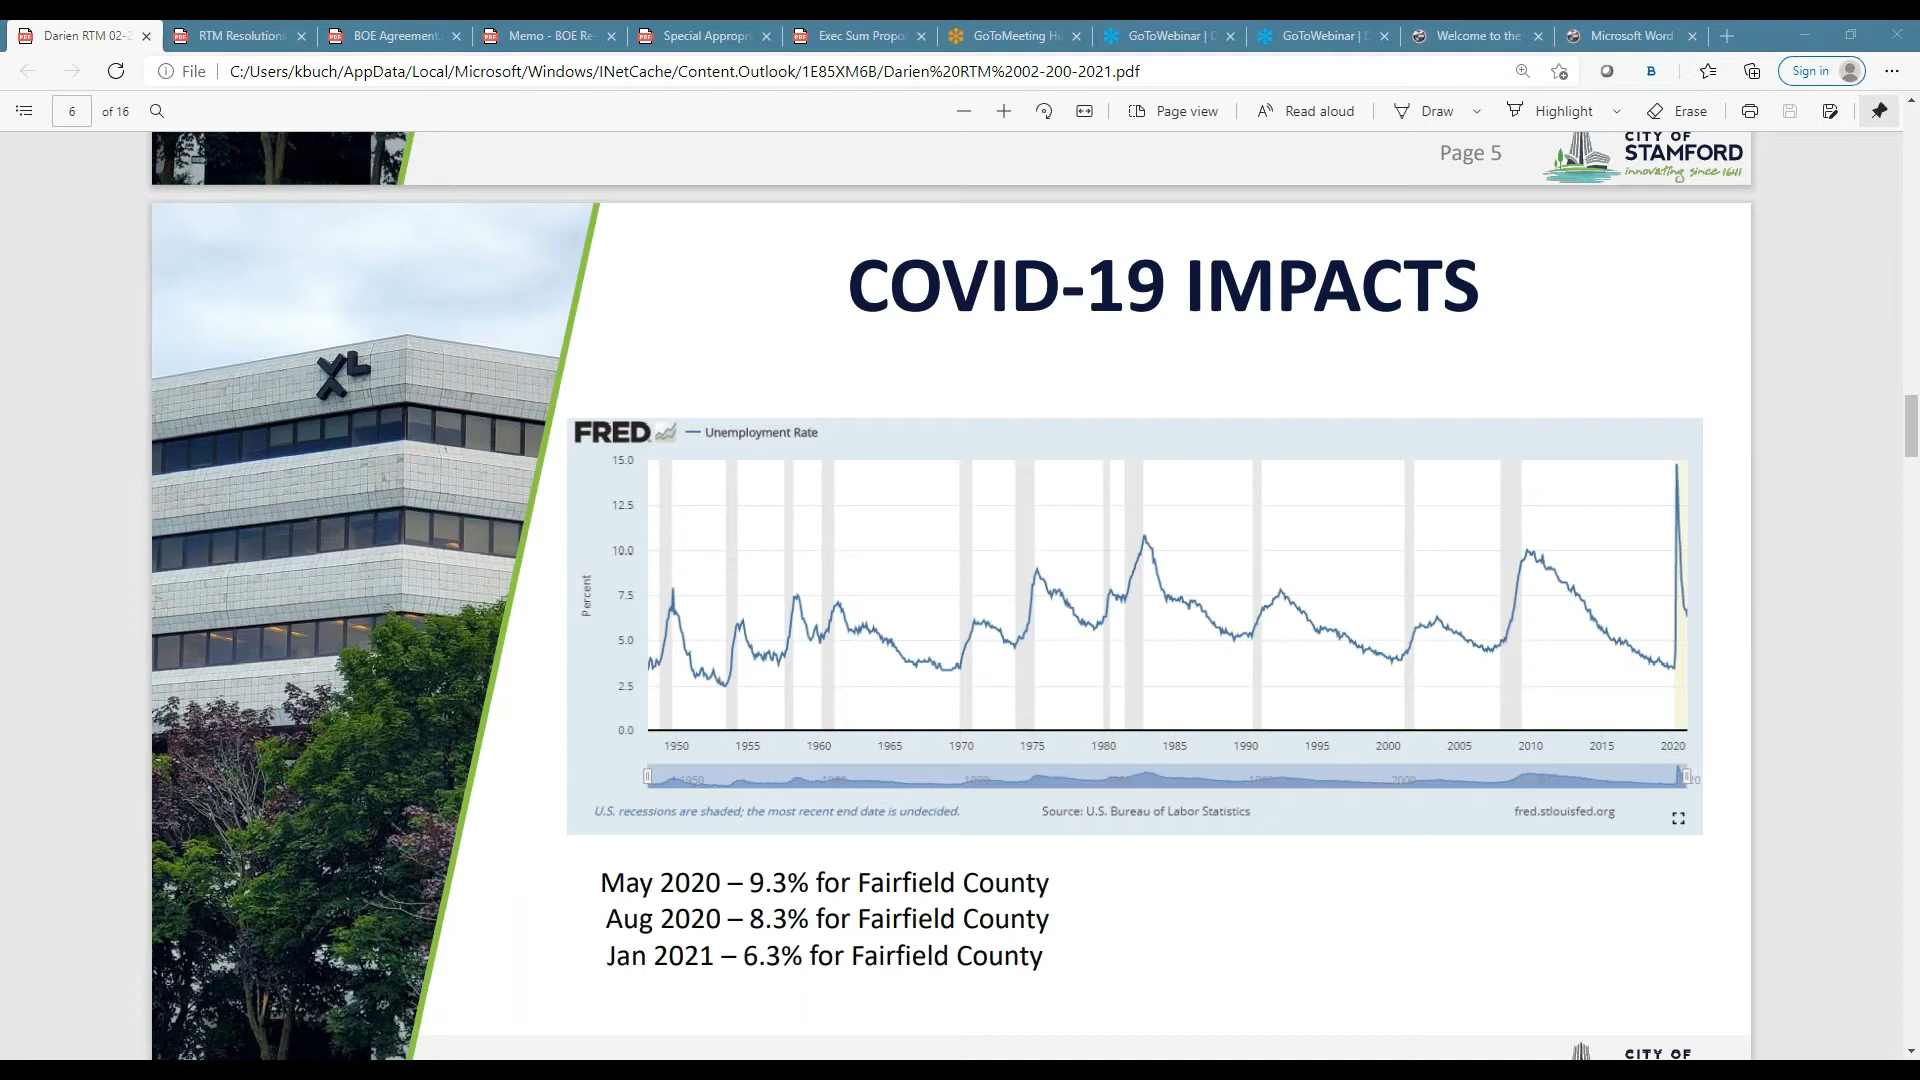 Darien RTM 02-2
RTM Resolutions
BOE Agreement
Memo - BOE Re
Special Appropri
Exec Sum Propo
GoToMeeting Hu
GoToWebinar | D
GoToWebinar | D
Welcome to the
Microsoft Word
File
C:/Users/kbuch/AppData/Local/Microsoft/Windows/INetCache/Content.Outlook/1E85XM6B/Darien%20RTM%2002-200-2021.pdf
B
Sign in
6 of 16
Page view
Read aloud
Draw
Highlight
Erase
Page 5
CITY OF
STAMFORD
innovating since 1641
XL
COVID-19 IMPACTS
FRED
Unemployment Rate
15.0
12.5
10.0
7.5
5.0
2.5
0.0
Percent
1950 1955 1960 1965 1970 1975 1980 1985 1990 1995 2000 2005 2010 2015 2020
U.S. recessions are shaded; the most recent end date is undecided.
Source: U.S. Bureau of Labor Statistics
fred.stlouisfed.org
May 2020 – 9.3% for Fairfield County
Aug 2020 – 8.3% for Fairfield County
Jan 2021 – 6.3% for Fairfield County
CITY OF